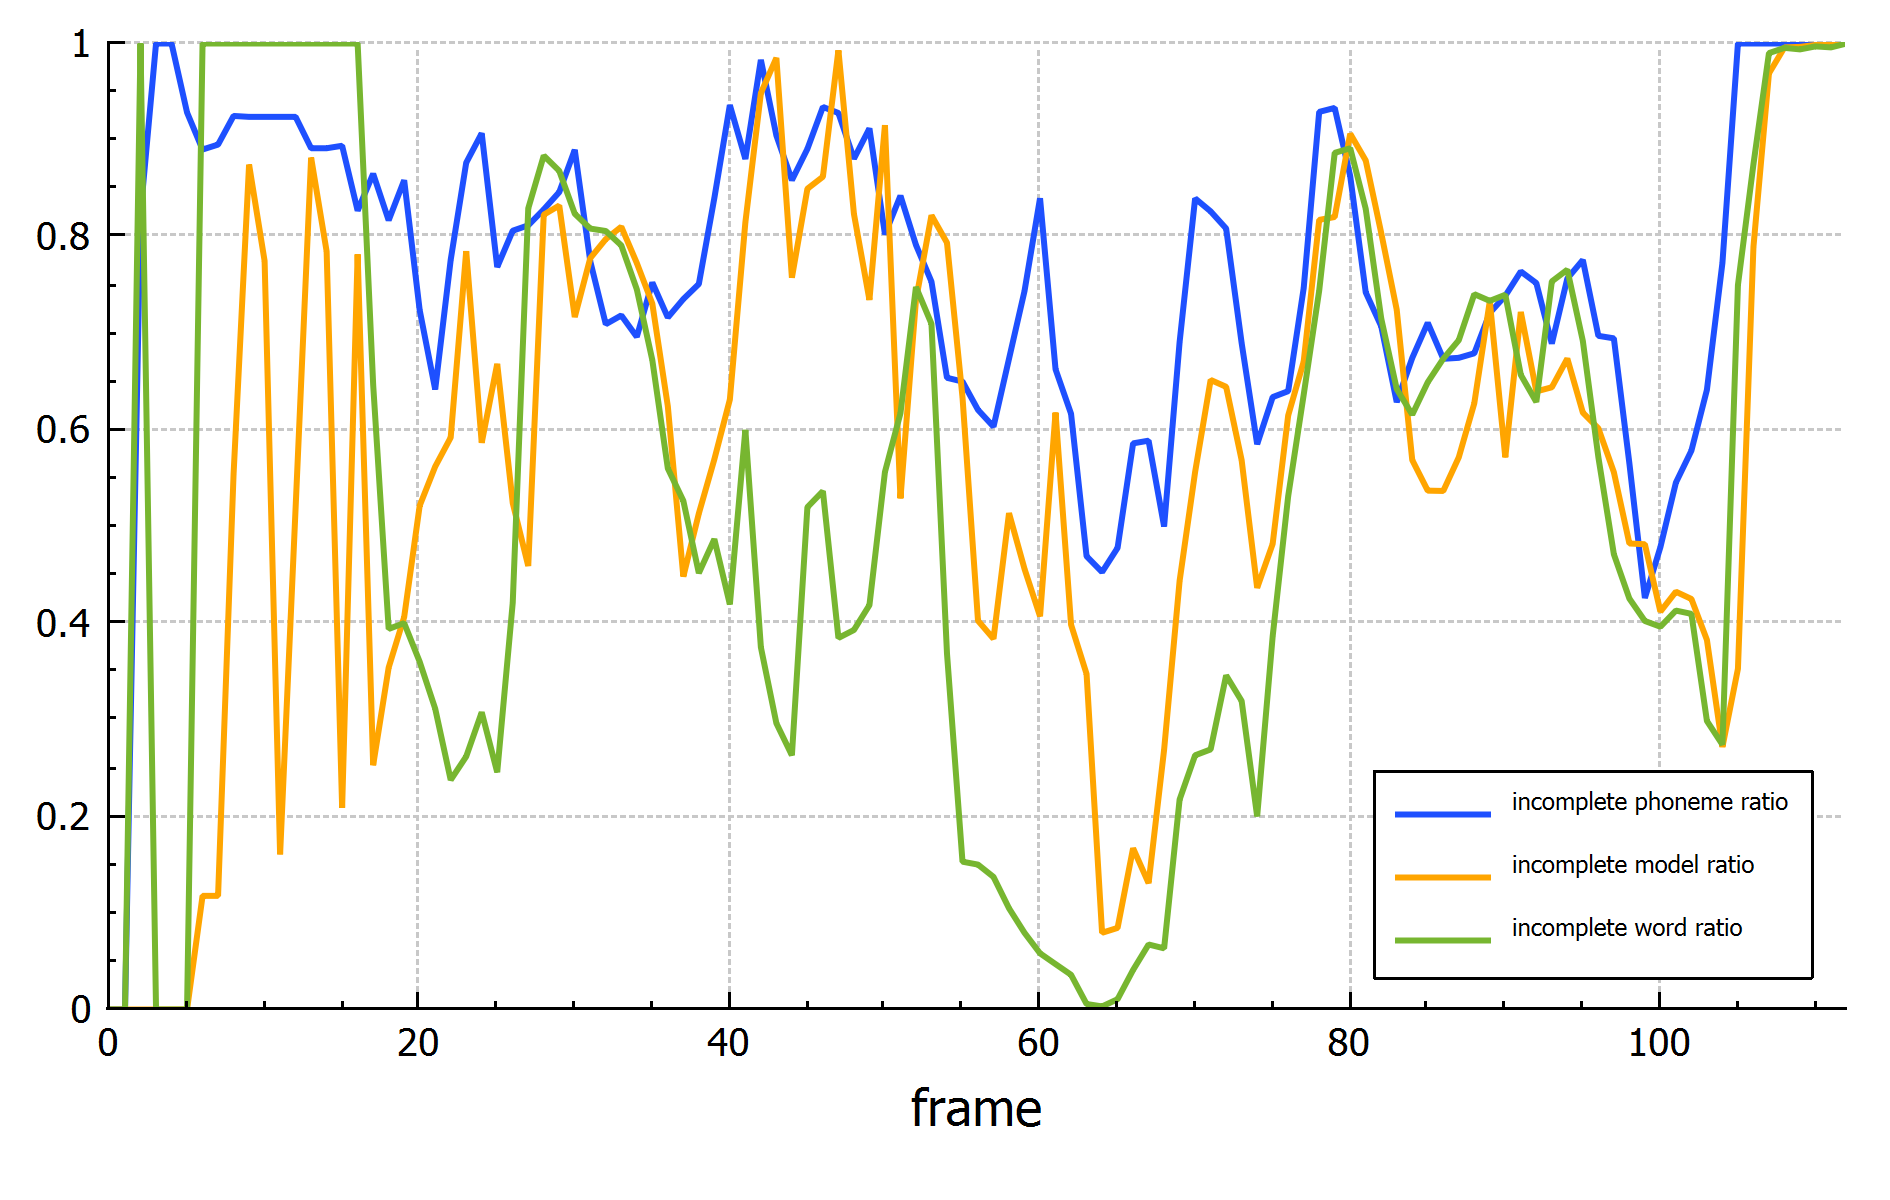 1
0.8
0.6
0.4
0.2
0
0 20 40 60 80 100
frame
incomplete phoneme ratio
incomplete model ratio
incomplete word ratio